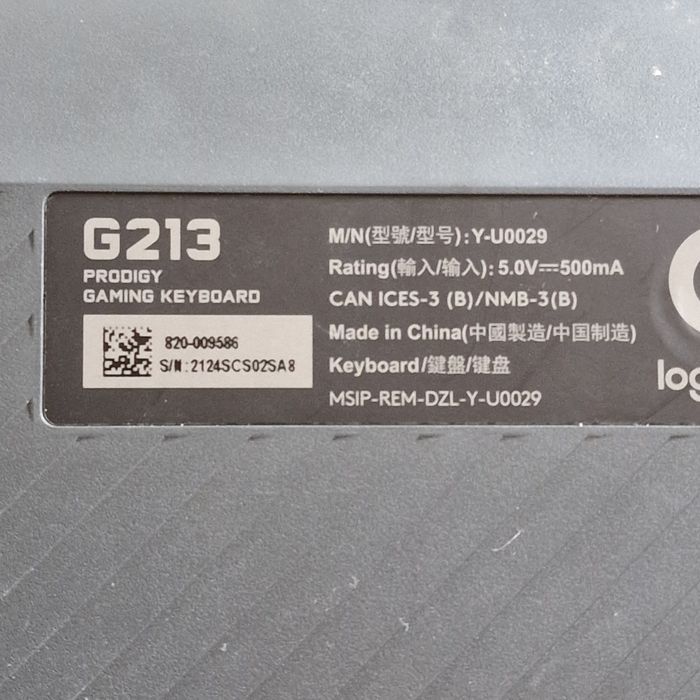 G213
PRODIGY
GAMING KEYBOARD
820-009586
S/N:2124SCS02SA8
M/N(型號/型号):Y-U0029
Rating(輸入/输入): 5.0V⎓500mA
CAN ICES-3 (B)/NMB-3(B)
Made in China(中國製造/中国制造)
Keyboard/鍵盤/键盘
MSIP-REM-DZL-Y-U0029
log